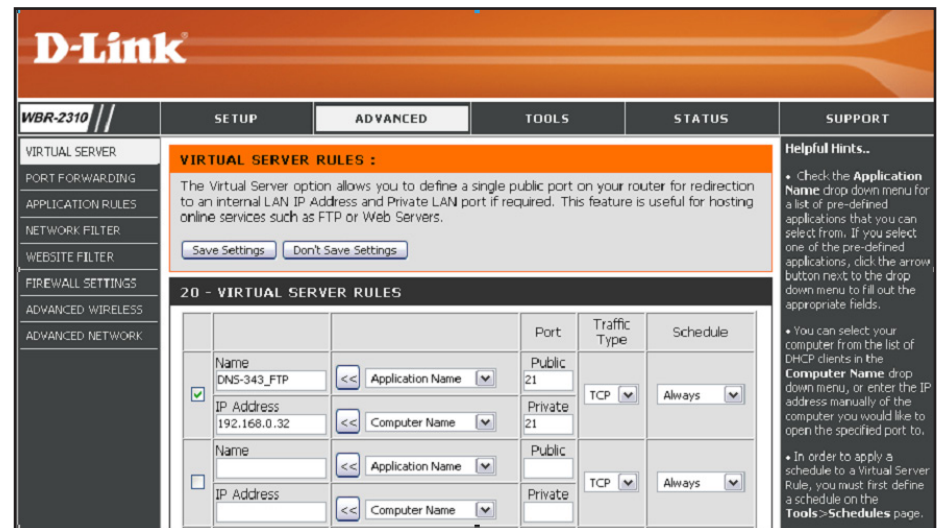 D-Link
WBR-2310
SETUP
ADVANCED
TOOLS
STATUS
SUPPORT
VIRTUAL SERVER
PORT FORWARDING
APPLICATION RULES
NETWORK FILTER
WEBSITE FILTER
FIREWALL SETTINGS
ADVANCED WIRELESS
ADVANCED NETWORK
VIRTUAL SERVER RULES :
The Virtual Server option allows you to define a single public port on your router for redirection
to an internal LAN IP Address and Private LAN port if required. This feature is useful for hosting
online services such as FTP or Web Servers.
Save Settings
Don't Save Settings
20 - VIRTUAL SERVER RULES
Port
Traffic
Type
Schedule
Name
DNS-343_FTP
<<
Application Name
Public
21
TCP
Always
IP Address
192.168.0.32
<<
Computer Name
Private
21
Name
<<
Application Name
Public
TCP
Always
IP Address
<<
Computer Name
Private
Helpful Hints..
• Check the Application
Name drop down menu for
a list of pre-defined
applications that you can
select from. If you select
one of the pre-defined
applications, click the arrow
button next to the drop
down menu to fill out the
appropriate fields.
• You can select your
computer from the list of
DHCP clients in the
Computer Name drop
down menu, or enter the IP
address manually of the
computer you would like to
open the specified port to.
• In order to apply a
schedule to a Virtual Server
Rule, you must first define
a schedule on the
Tools>Schedules page.